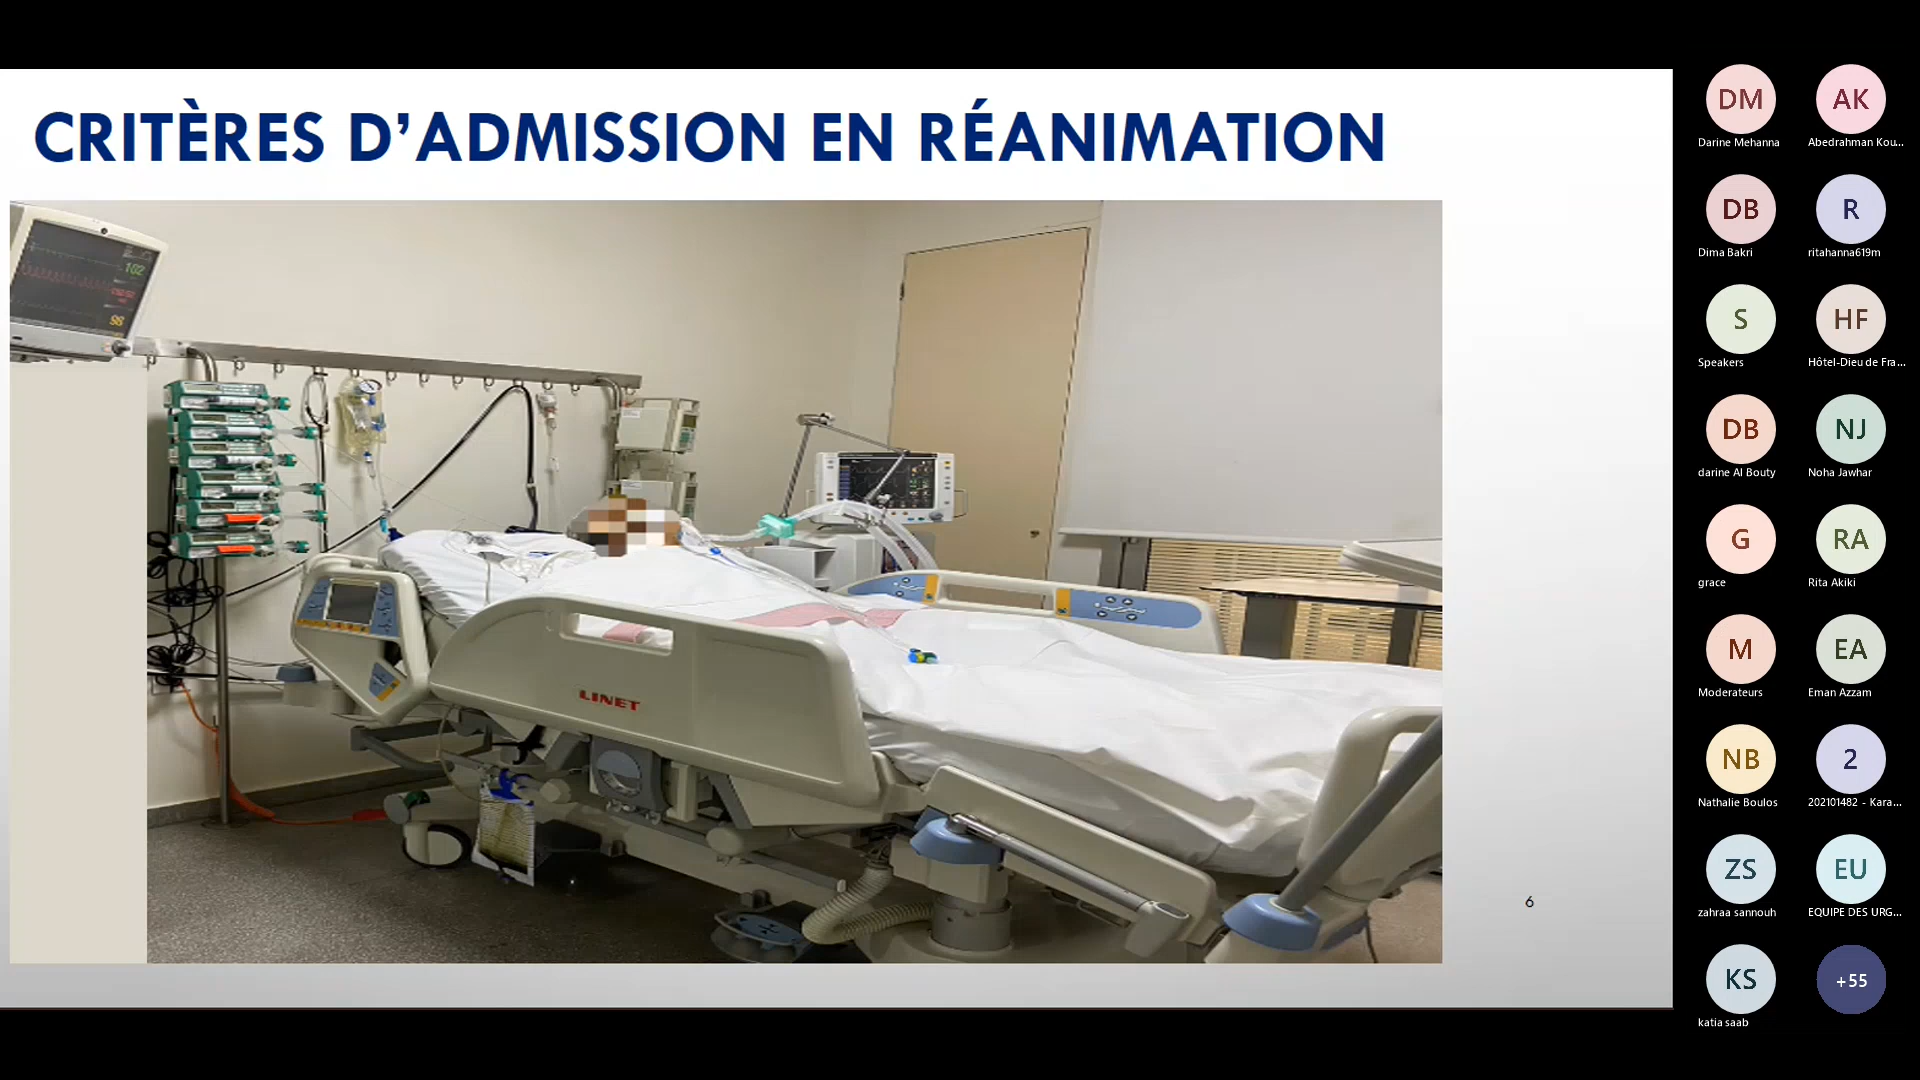 CRITÈRES D’ADMISSION EN RÉANIMATION
102
98
LINET
6
DM
Darine Mehanna
AK
Abedrahman Kou...
DB
Dima Bakri
R
ritahanna619m
S
Speakers
HF
Hôtel-Dieu de Fra...
DB
darine Al Bouty
NJ
Noha Jawhar
G
grace
RA
Rita Akiki
M
Moderateurs
EA
Eman Azzam
NB
Nathalie Boulos
2
202101482 - Kara...
ZS
zahraa sannouh
EU
EQUIPE DES URG...
KS
katia saab
+55